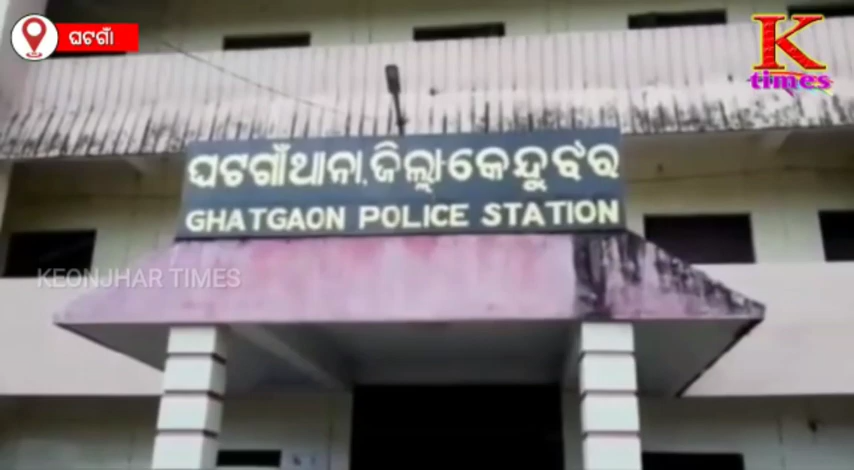 ଘଟଗାଁ
K
times
ଘଟଗାଁଥାନା,ଜିଲ୍ଲା-କେନ୍ଦୁଝର
GHATGAON POLICE STATION
KEONJHAR TIMES